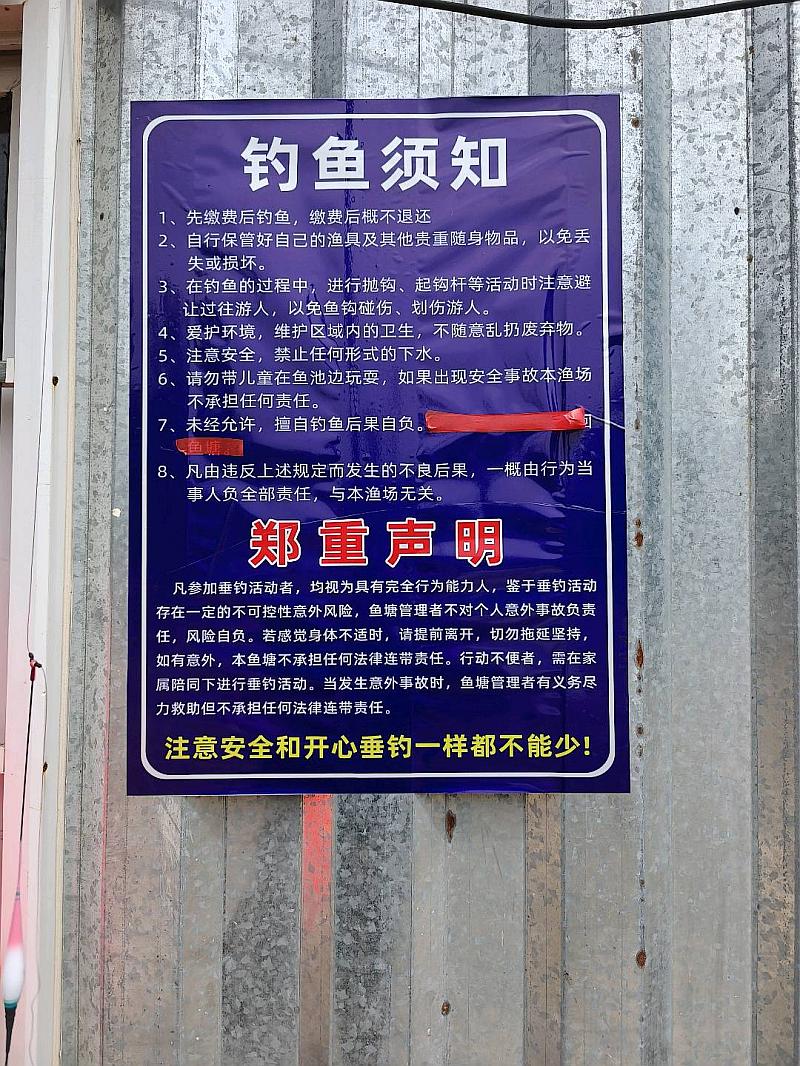 钓鱼须知
1、先缴费后钓鱼，缴费后概不退还
2、自行保管好自己的渔具及其他贵重随身物品，以免丢
失或损坏。
3、在钓鱼的过程中，进行抛钩、起钩杆等活动时注意避
让过往游人，以免鱼钩碰伤、划伤游人。
4、爱护环境，维护区域内的卫生，不随意乱扔废弃物。
5、注意安全，禁止任何形式的下水。
6、请勿带儿童在鱼池边玩耍，如果出现安全事故本渔场
不承担任何责任。
7、未经允许，擅自钓鱼后果自负。
鱼塘。
8、凡由违反上述规定而发生的不良后果，一概由行为当
事人负全部责任，与本渔场无关。
郑重声明
凡参加垂钓活动者，均视为具有完全行为能力人，鉴于垂钓活动
存在一定的不可控性意外风险，鱼塘管理者不对个人意外事故负责
任，风险自负。若感觉身体不适时，请提前离开，切勿拖延坚持，
如有意外，本鱼塘不承担任何法律连带责任。行动不便者，需在家
属陪同下进行垂钓活动。当发生意外事故时，鱼塘管理者有义务尽
力救助但不承担任何法律连带责任。
注意安全和开心垂钓一样都不能少！